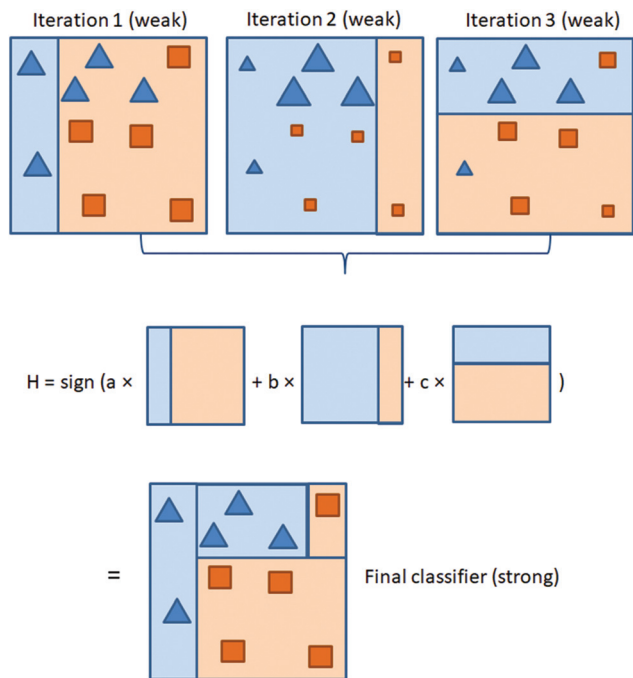 Iteration 1 (weak) Iteration 2 (weak) Iteration 3 (weak)
H = sign (a × + b × + c × )
= Final classifier (strong)